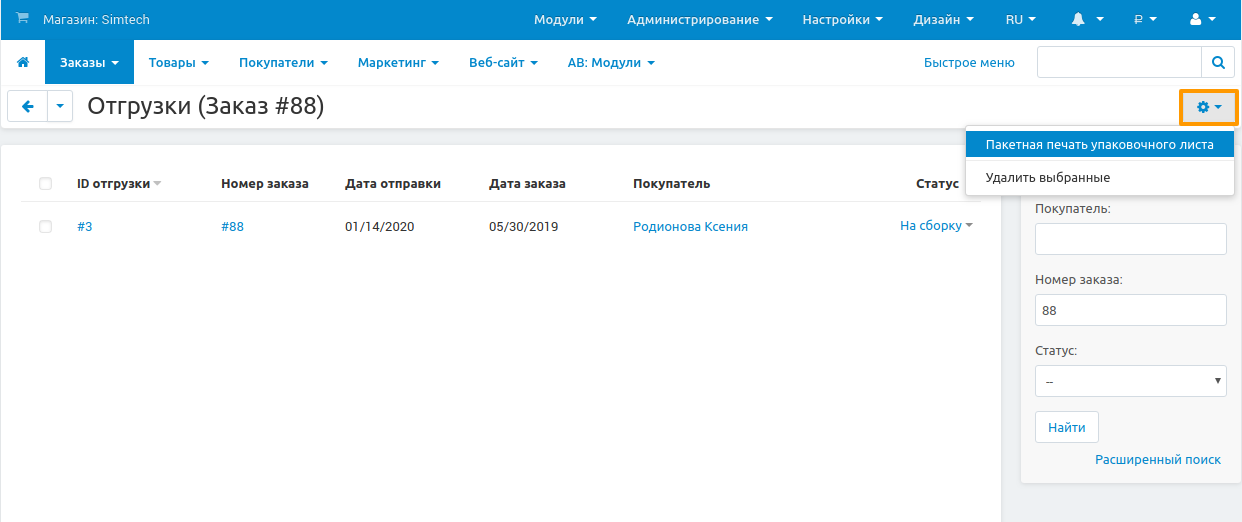 Магазин: Simtech Модули Администрирование Настройки Дизайн RU ₽
Заказы Товары Покупатели Маркетинг Веб-сайт АВ: Модули Быстрое меню
Отгрузки (Заказ #88)
Пакетная печать упаковочного листа
Удалить выбранные
ID отгрузки Номер заказа Дата отправки Дата заказа Покупатель Статус
#3 #88 01/14/2020 05/30/2019 Родионова Ксения На сборку
Покупатель:
Номер заказа:
88
Статус:
--
Найти
Расширенный поиск